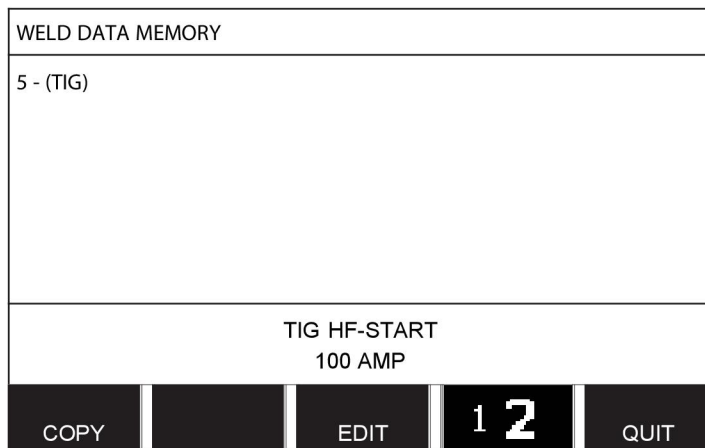 WELD DATA MEMORY
5 - (TIG)
TIG HF-START
100 AMP
COPY EDIT 1 2 QUIT